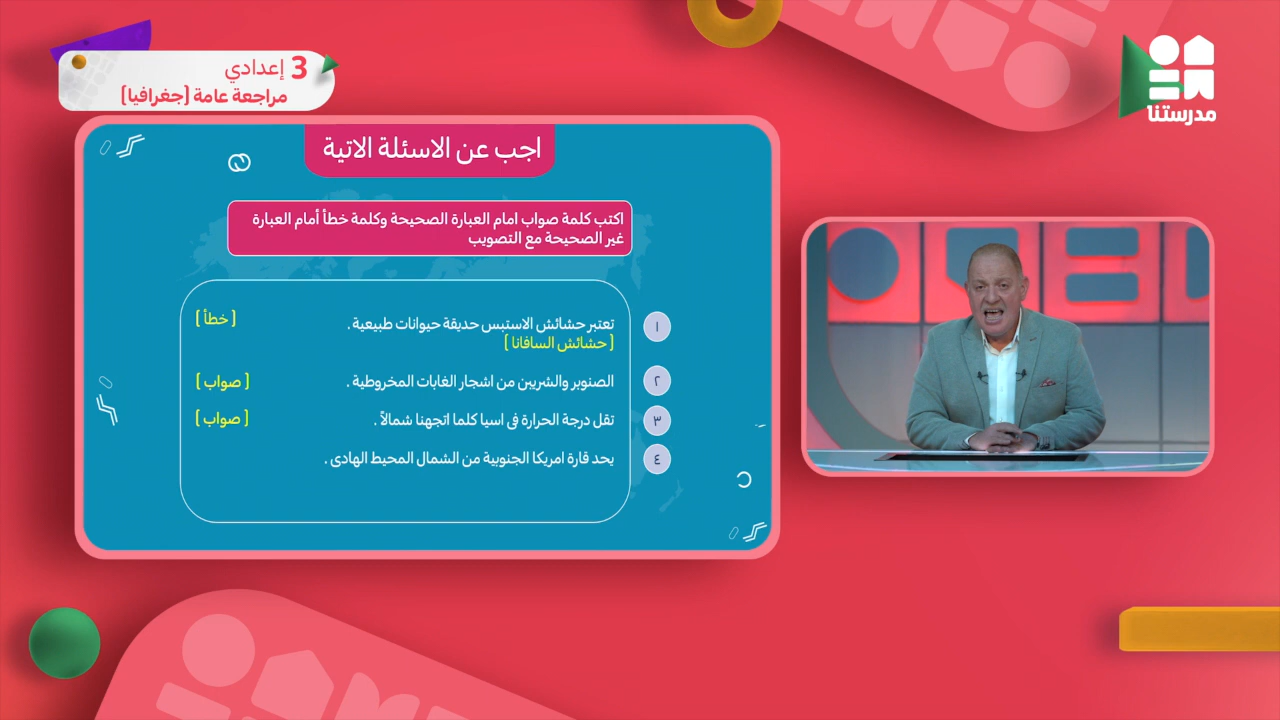 3 إعدادي
مراجعة عامة (جغرافيا)
مدرستنا
اجب عن الاسئلة الاتية
اكتب كلمة صواب امام العبارة الصحيحة وكلمة خطأ أمام العبارة
غير الصحيحة مع التصويب
١ تعتبر حشائش الاستبس حديقة حيوانات طبيعية . ( خطأ )
( حشائش السافانا )
٢ الصنوبر والشربين من اشجار الغابات المخروطية . ( صواب )
٣ تقل درجة الحرارة فى اسيا كلما اتجهنا شمالاً . ( صواب )
٤ يحد قارة امريكا الجنوبية من الشمال المحيط الهادى .